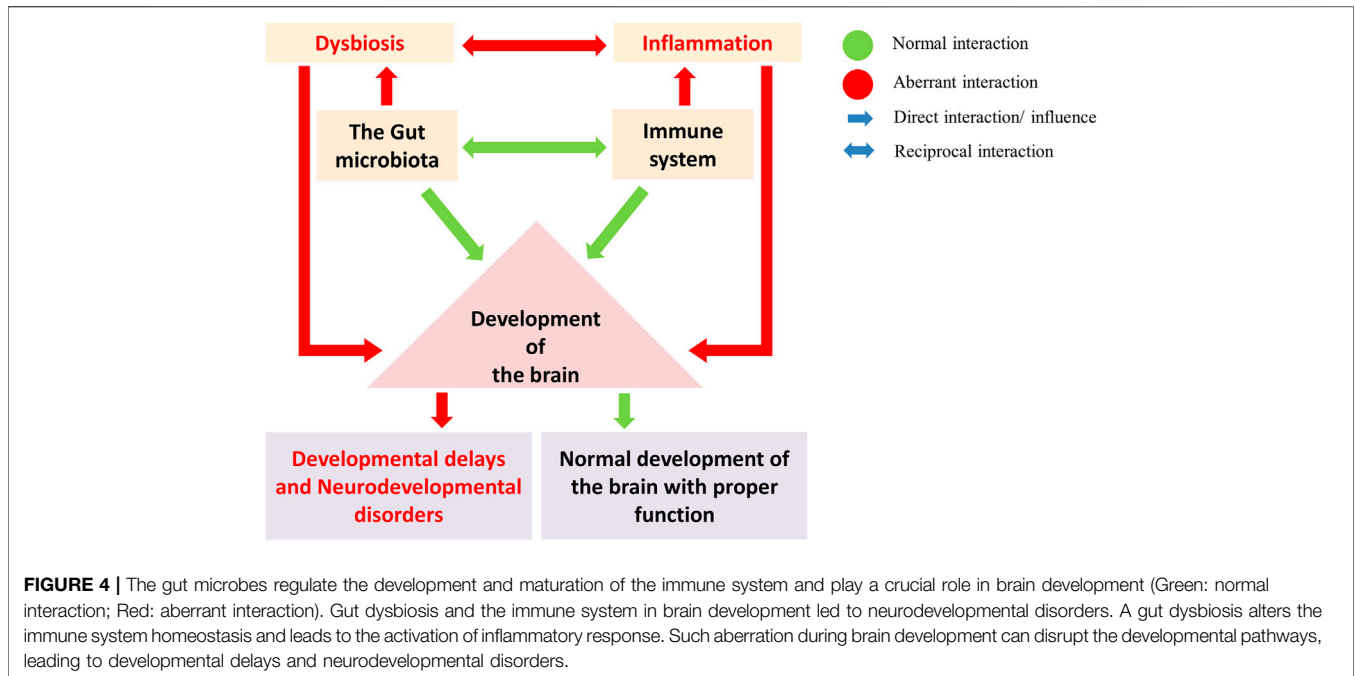 Dysbiosis
Inflammation
Normal interaction
Aberrant interaction
Direct interaction/ influence
Reciprocal interaction
The Gut
microbiota
Immune
system
Development
of
the brain
Developmental delays
and Neurodevelopmental
disorders
Normal development of
the brain with proper
function
FIGURE 4 | The gut microbes regulate the development and maturation of the immune system and play a crucial role in brain development (Green: normal
interaction; Red: aberrant interaction). Gut dysbiosis and the immune system in brain development led to neurodevelopmental disorders. A gut dysbiosis alters the
immune system homeostasis and leads to the activation of inflammatory response. Such aberration during brain development can disrupt the developmental pathways,
leading to developmental delays and neurodevelopmental disorders.